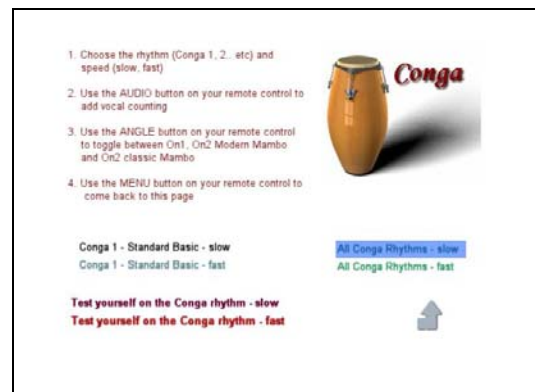 1. Choose the rhythm (Conga 1, 2.. etc) and
speed (slow, fast)
2. Use the AUDIO button on your remote control to
add vocal counting
3. Use the ANGLE button on your remote control
to toggle between On1, On2 Modern Mambo
and On2 classic Mambo
4. Use the MENU button on your remote control to
come back to this page
Conga
Conga 1 - Standard Basic - slow
Conga 1 - Standard Basic - fast
All Conga Rhythms - slow
All Conga Rhythms - fast
Test yourself on the Conga rhythm - slow
Test yourself on the Conga rhythm - fast